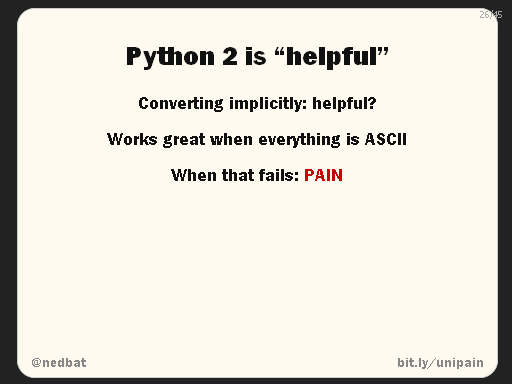 26/45
Python 2 is “helpful”
Converting implicitly: helpful?
Works great when everything is ASCII
When that fails: PAIN
@nedbat
bit.ly/unipain